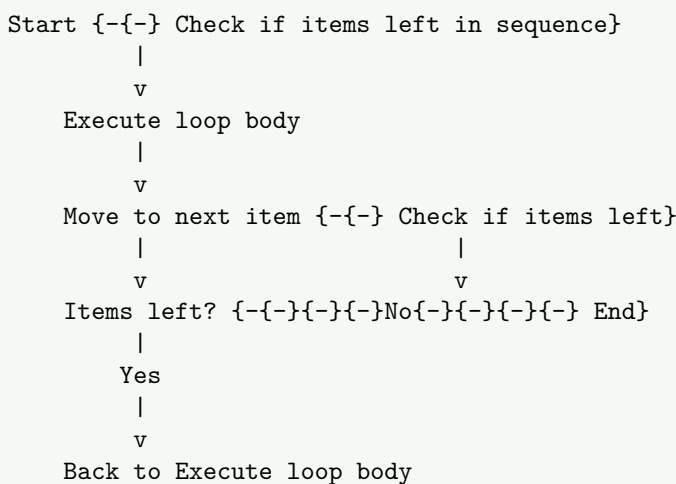 Start {-{-} Check if items left in sequence}
|
v
Execute loop body
|
v
Move to next item {-{-} Check if items left}
| |
v v
Items left? {-{-}{-}{-}No{-}{-}{-}{-} End}
|
Yes
|
v
Back to Execute loop body